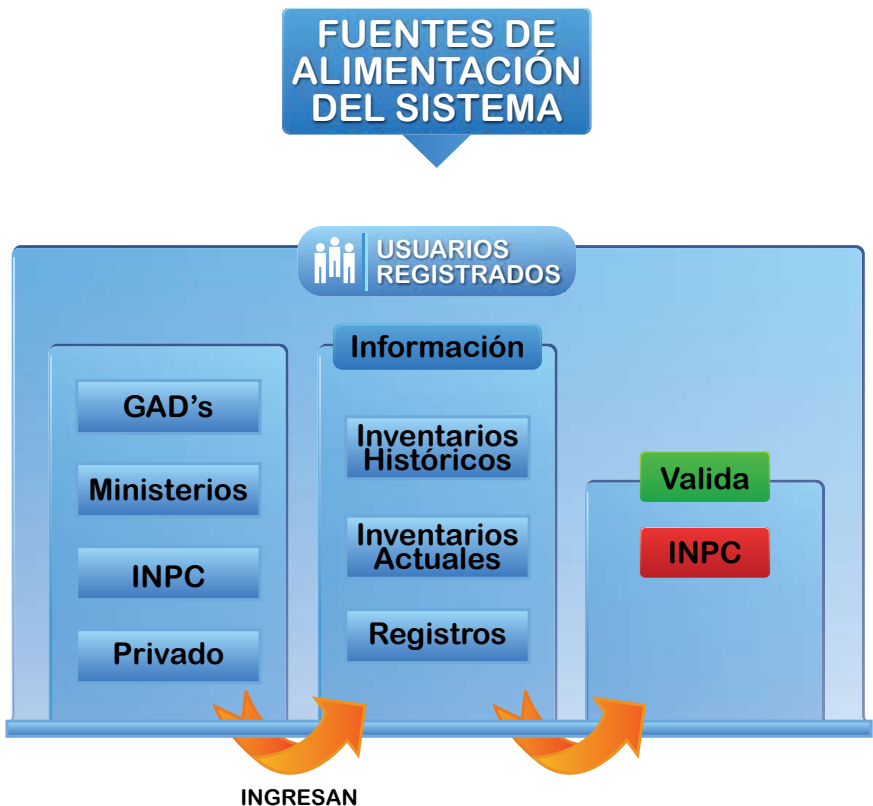 FUENTES DE
ALIMENTACIÓN
DEL SISTEMA
USUARIOS
REGISTRADOS
GAD’s
Ministerios
INPC
Privado
Información
Inventarios
Históricos
Inventarios
Actuales
Registros
Valida
INPC
INGRESAN